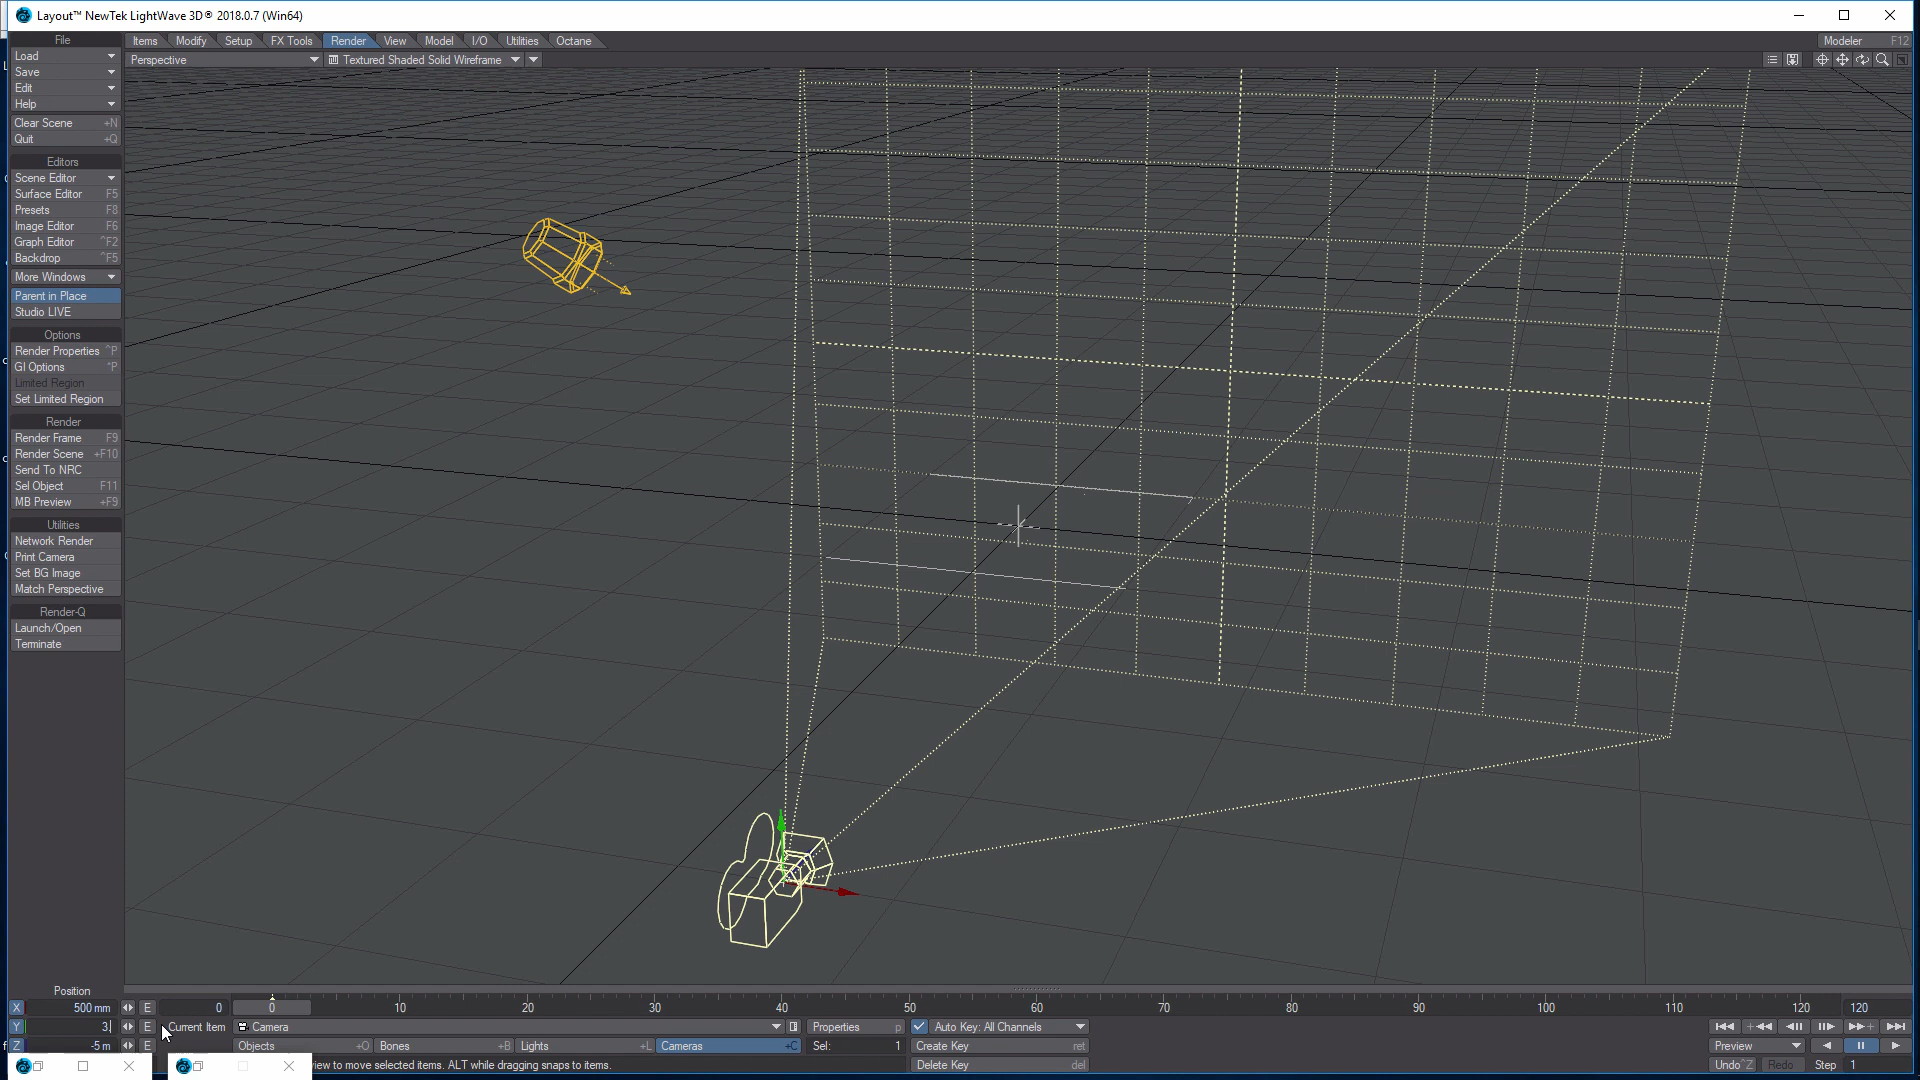 Layout™ NewTek LightWave 3D® 2018.0.7 (Win64)
File
Items Modify Setup FX Tools Render View Model I/O Utilities Octane
Modeler F12
Load
Perspective Textured Shaded Solid Wireframe
Save
Edit
Help
Clear Scene +N
Quit +Q
Editors
Scene Editor
Surface Editor F5
Presets F8
Image Editor F6
Graph Editor ^F2
Backdrop ^F5
More Windows
Parent in Place
Studio LIVE
Options
Render Properties ^P
GI Options *P
Limited Region
Set Limited Region
Render
Render Frame F9
Render Scene +F10
Send To NRC
Sel Object F11
MB Preview +F9
Utilities
Network Render
Print Camera
Set BG Image
Match Perspective
Render-Q
Launch/Open
Terminate
Position
X 500 mm E 0 0 10 20 30 40 50 60 70 80 90 100 110 120 120
Y 3 E Current Item Camera Properties p Auto Key: All Channels
Z -5 m E Objects +O Bones +B Lights +L Cameras +C Sel: 1 Create Key ret Preview
view to move selected items. ALT while dragging snaps to items. Delete Key del Undo ^Z Redo Step 1